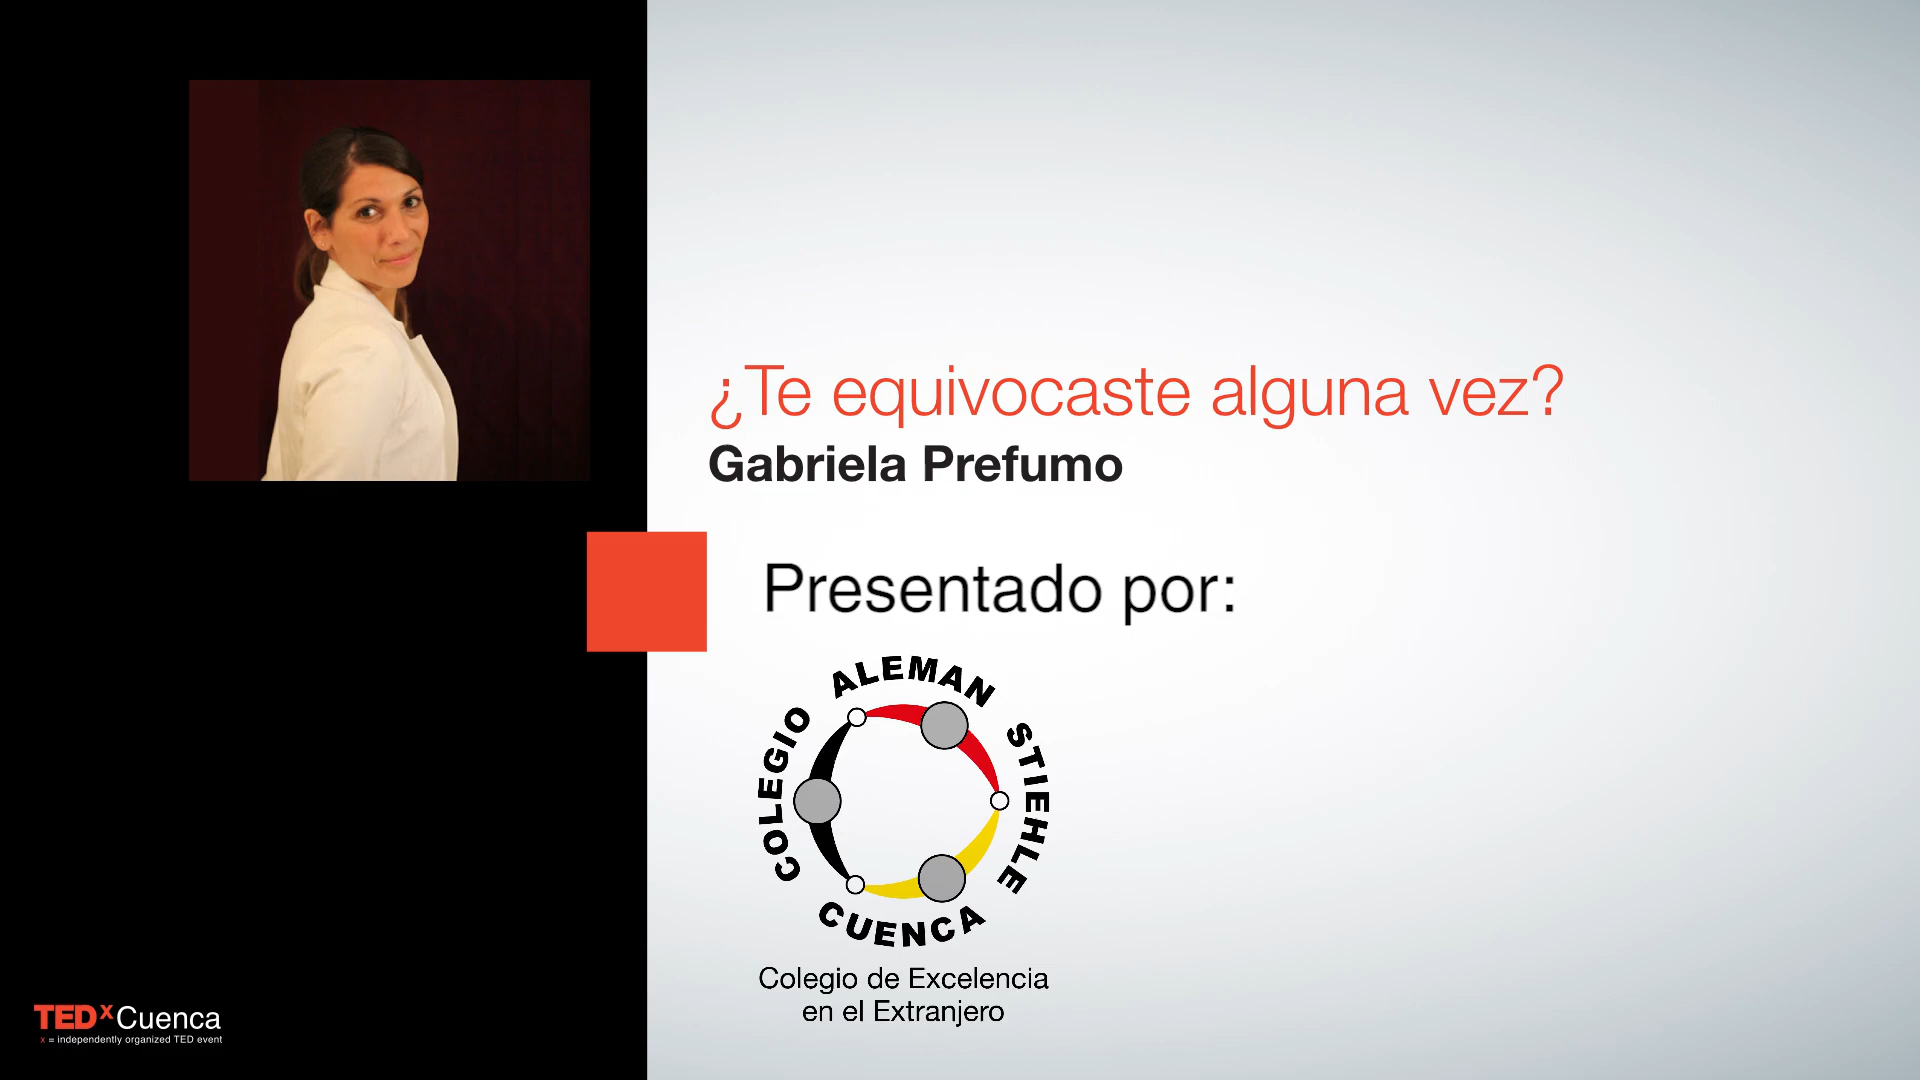 ¿Te equivocaste alguna vez?
Gabriela Prefumo
Presentado por:
COLEGIO ALEMAN STIEHLE
CUENCA
Colegio de Excelencia
en el Extranjero
TEDxCuenca
x = independently organized TED event